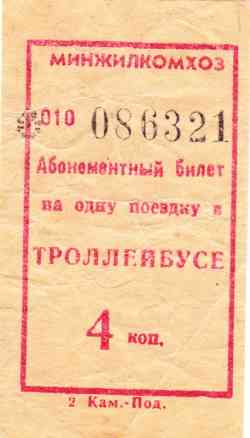 МИНЖИЛКОМХОЗ
010 086321
Абонементный билет
на одну поездку в
ТРОЛЛЕЙБУСЕ
4 коп.
2 Кам.-Под.